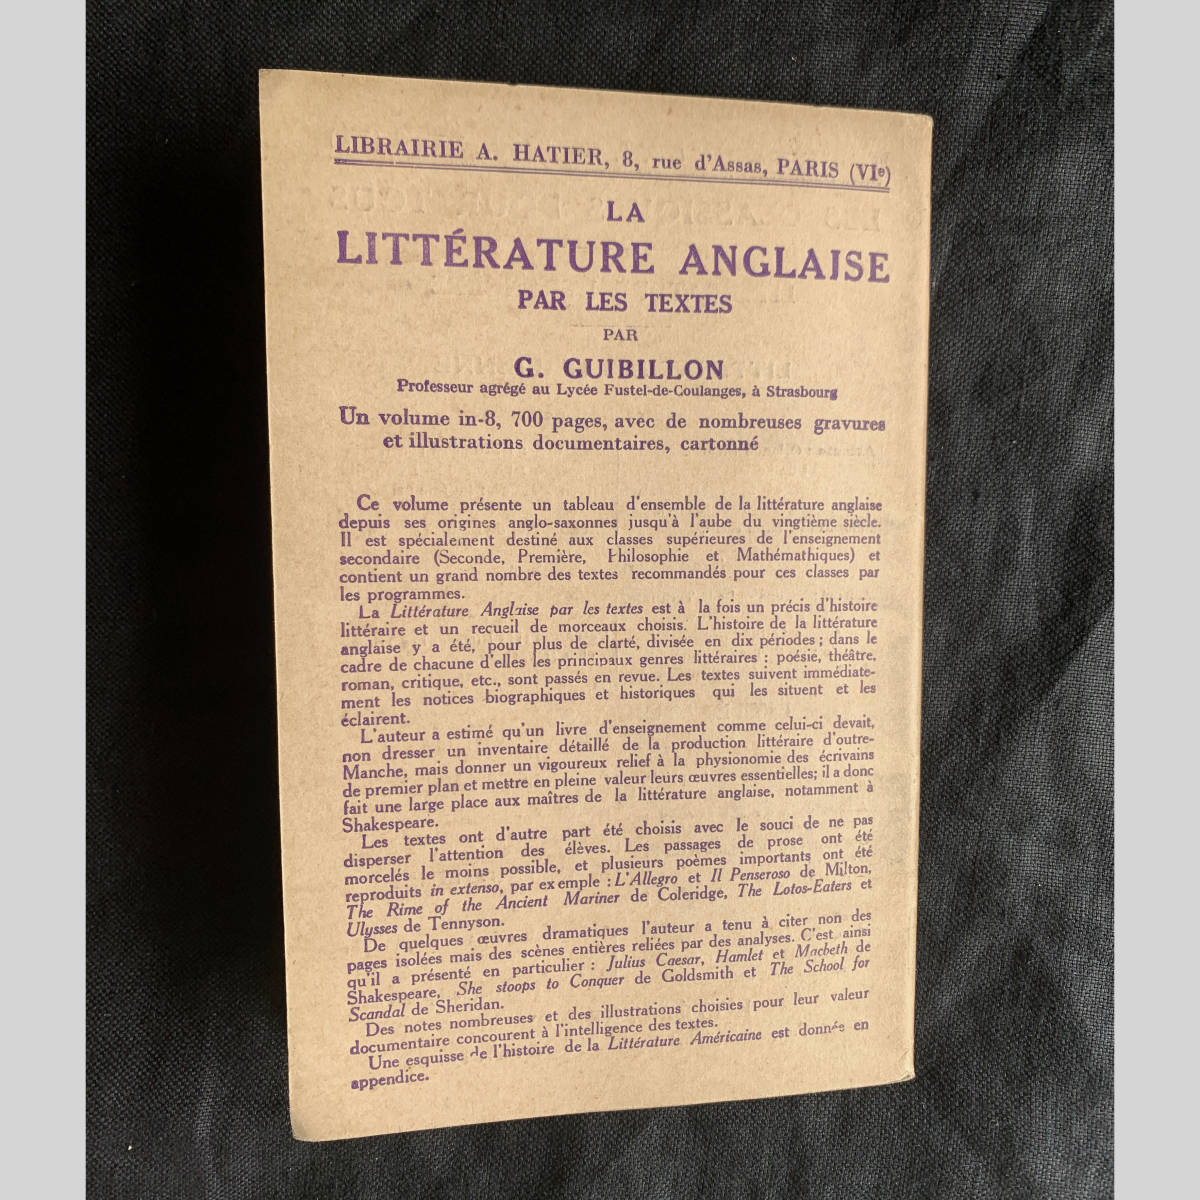 LIBRAIRIE A. HATIER, 8, rue d'Assas, PARIS (VIe)
LA
LITTÉRATURE ANGLAISE
PAR LES TEXTES
PAR
G. GUIBILLON
Professeur agrégé au Lycée Fustel-de-Coulanges, à Strasbourg
Un volume in-8, 700 pages, avec de nombreuses gravures
et illustrations documentaires, cartonné
Ce volume présente un tableau d'ensemble de la littérature anglaise
depuis ses origines anglo-saxonnes jusqu'à l'aube du vingtième siècle.
Il est spécialement destiné aux classes supérieures de l'enseignement
secondaire (Seconde, Première, Philosophie et Mathémathiques) et
contient un grand nombre des textes recommandés pour ces classes par
les programmes.
La Littérature Anglaise par les textes est à la fois un précis d'histoire
littéraire et un recueil de morceaux choisis. L'histoire de la littérature
anglaise y a été, pour plus de clarté, divisée en dix périodes ; dans le
cadre de chacune d'elles les principaux genres littéraires : poésie, théâtre,
roman, critique, etc., sont passés en revue. Les textes suivent immédiate-
ment les notices biographiques et historiques qui les situent et les
éclairent.
L'auteur a estimé qu'un livre d'enseignement comme celui-ci devait,
non dresser un inventaire détaillé de la production littéraire d'outre-
Manche, mais donner un vigoureux relief à la physionomie des écrivains
de premier plan et mettre en pleine valeur leurs œuvres essentielles; il a donc
fait une large place aux maîtres de la littérature anglaise, notamment à
Shakespeare.
Les textes ont d'autre part été choisis avec le souci de ne pas
disperser l'attention des élèves. Les passages de prose ont été
morcelés le moins possible, et plusieurs poèmes importants ont été
reproduits in extenso, par exemple : L'Allegro et Il Penseroso de Milton,
The Rime of the Ancient Mariner de Coleridge, The Lotos-Eaters et
Ulysses de Tennyson.
De quelques œuvres dramatiques l'auteur a tenu à citer non des
pages isolées mais des scènes entières reliées par des analyses. C'est ainsi
qu'il a présenté en particulier : Julius Caesar, Hamlet et Macbeth de
Shakespeare, She stoops to Conquer de Goldsmith et The School for
Scandal de Sheridan.
Des notes nombreuses et des illustrations choisies pour leur valeur
documentaire concourent à l'intelligence des textes.
Une esquisse de l'histoire de la Littérature Américaine est donnée en
appendice.